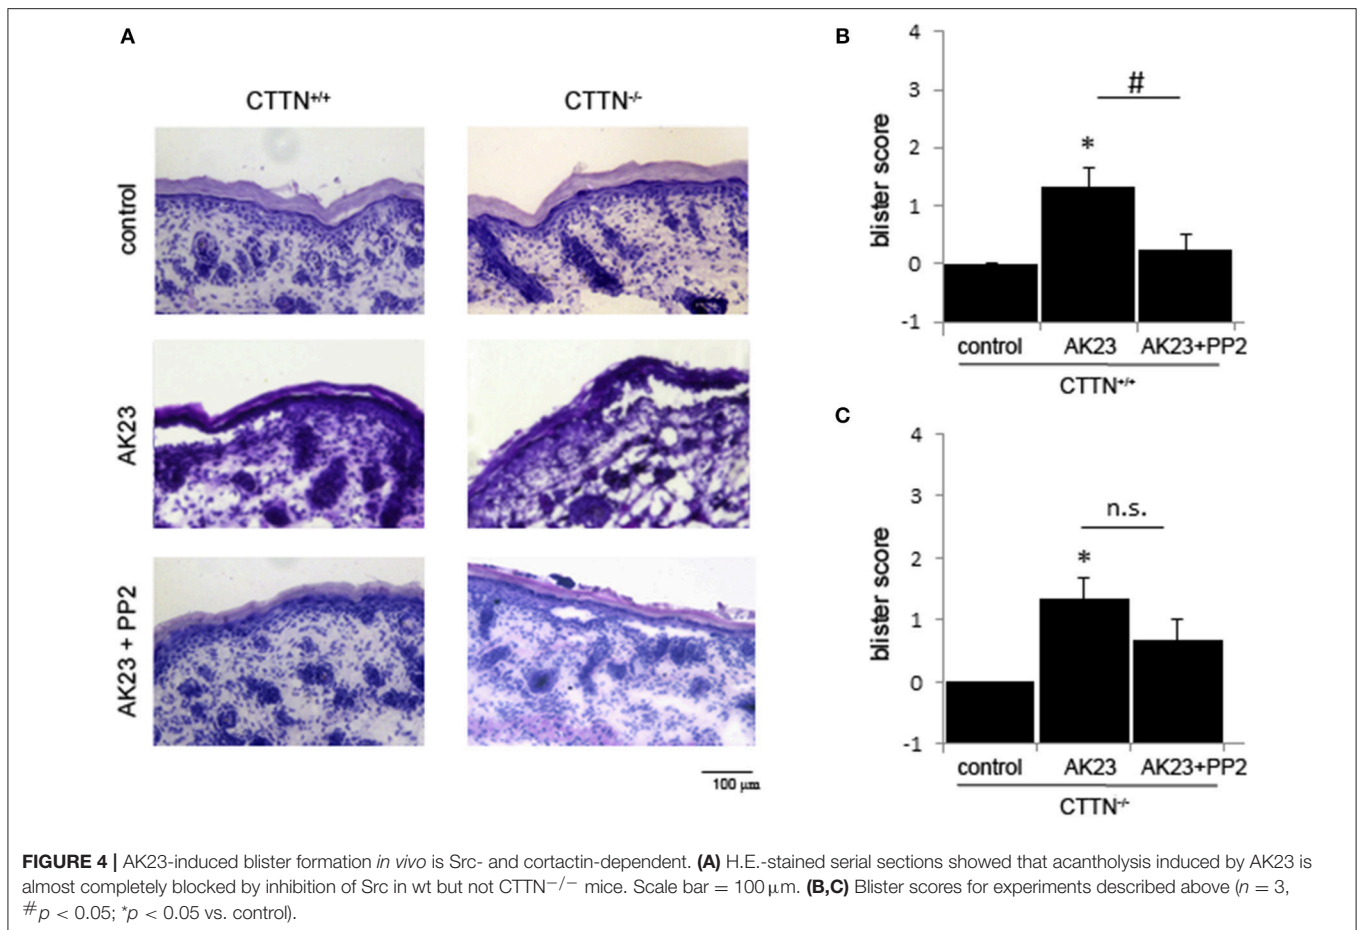 A
CTTN+/+
CTTN-/-
control
AK23
AK23 + PP2
100 µm
B
4
3
2
1
0
-1
blister score
#
*
control AK23 AK23+PP2
CTTN+/+
C
4
3
2
1
0
-1
blister score
n.s.
*
control AK23 AK23+PP2
CTTN-/-
FIGURE 4 | AK23-induced blister formation in vivo is Src- and cortactin-dependent. (A) H.E.-stained serial sections showed that acantholysis induced by AK23 is
almost completely blocked by inhibition of Src in wt but not CTTN−/− mice. Scale bar = 100 µm. (B,C) Blister scores for experiments described above (n = 3,
#p < 0.05; *p < 0.05 vs. control).